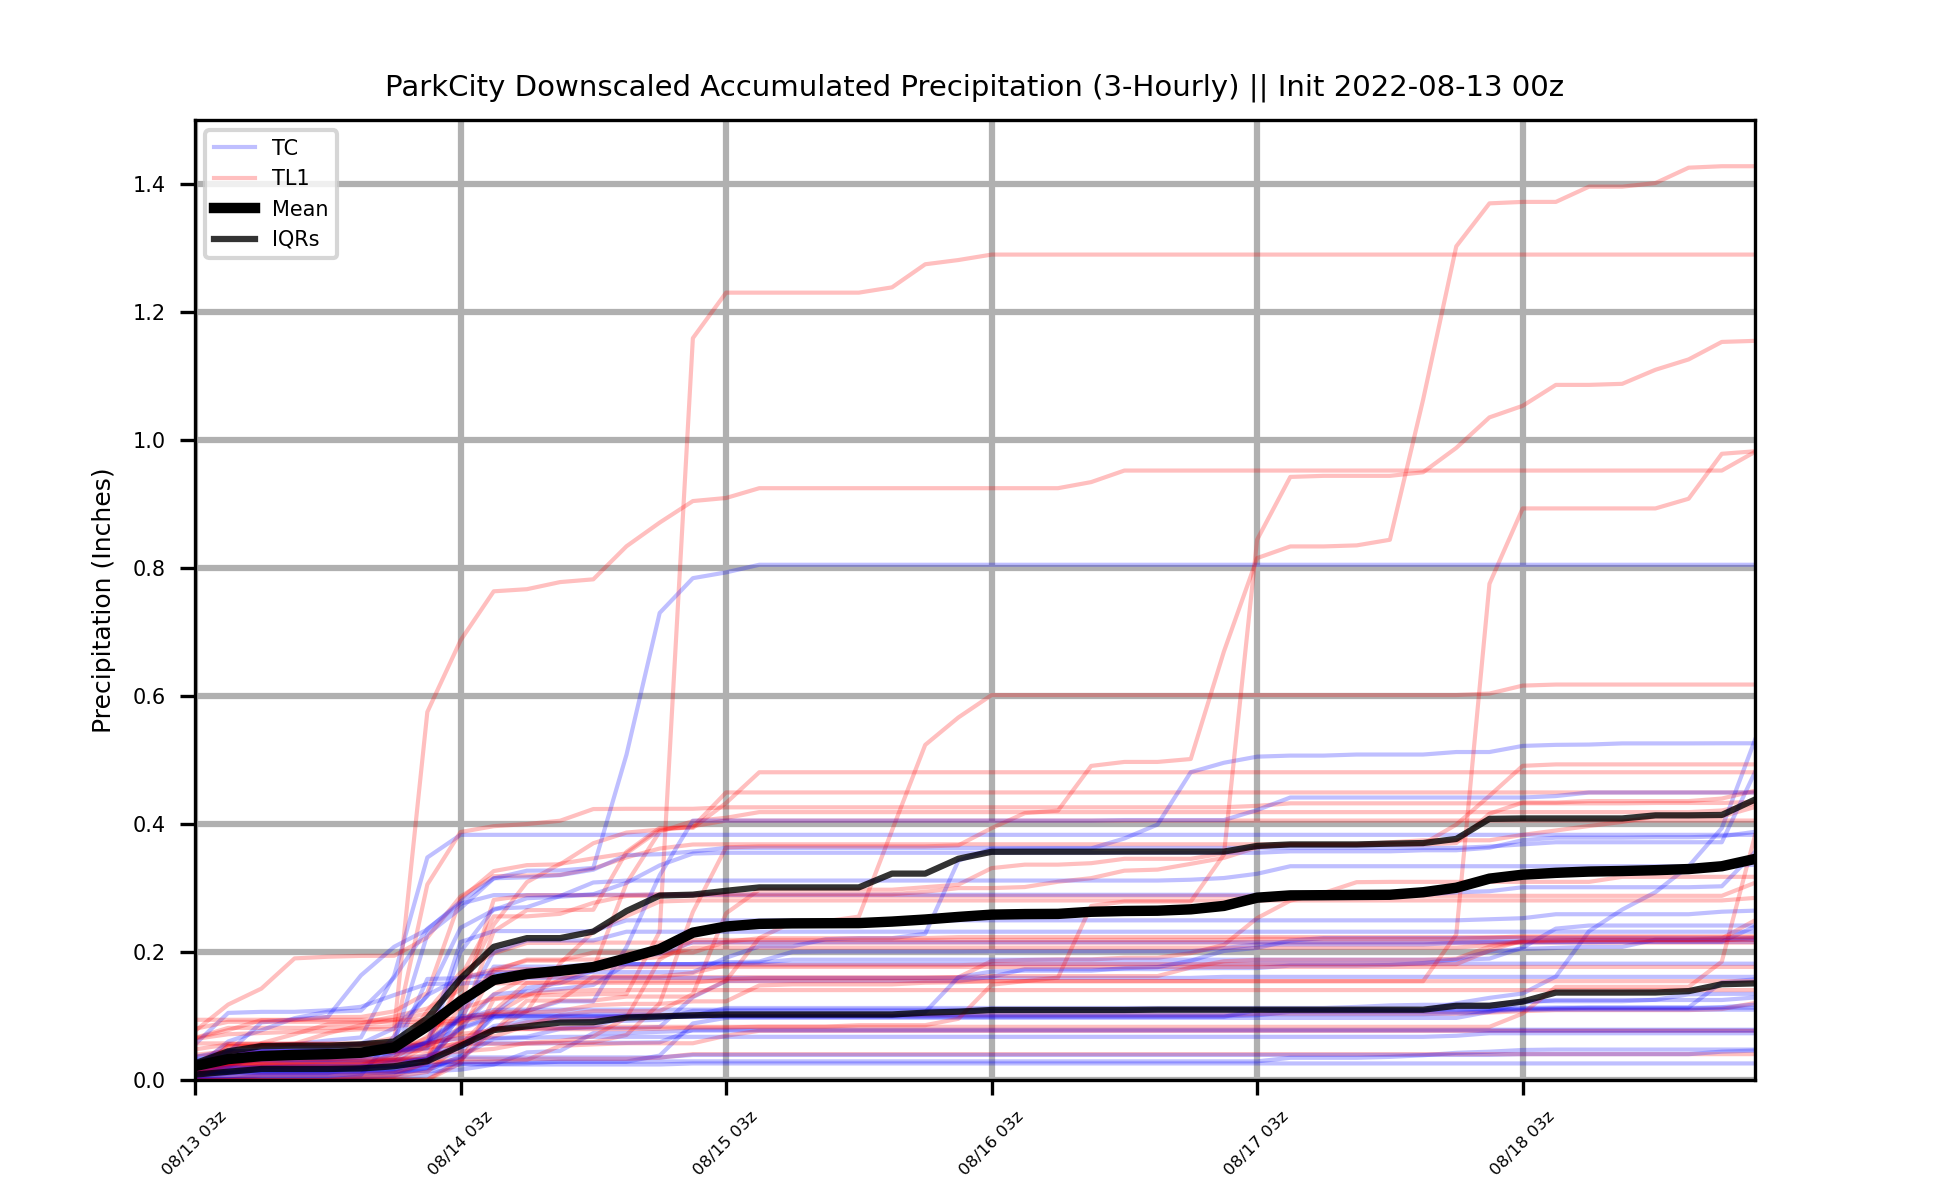 ParkCity Downscaled Accumulated Precipitation (3-Hourly) || Init 2022-08-13 00z
TC
TL1
Mean
IQRs
Precipitation (Inches)
1.4
1.2
1.0
0.8
0.6
0.4
0.2
0.0
08/13 03z
08/14 03z
08/15 03z
08/16 03z
08/17 03z
08/18 03z